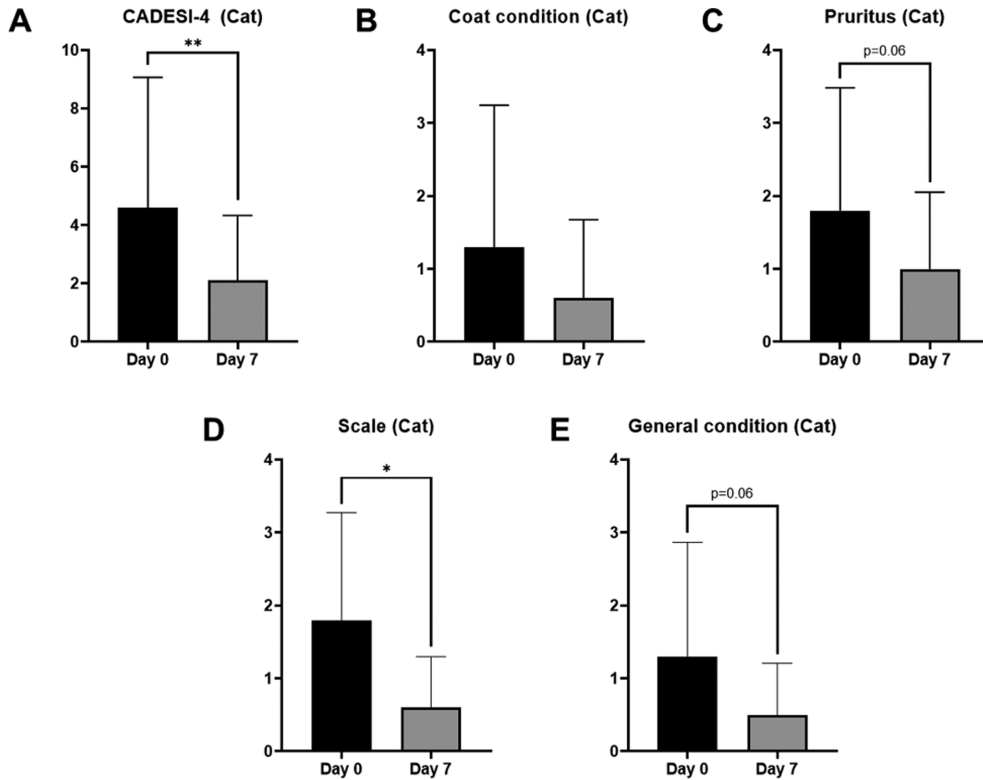 A
CADESI-4 (Cat)
10
8
6
4
2
0
**
Day 0
Day 7
B
Coat condition (Cat)
4
3
2
1
0
Day 0
Day 7
C
Pruritus (Cat)
4
3
2
1
0
p=0.06
Day 0
Day 7
D
Scale (Cat)
4
3
2
1
0
*
Day 0
Day 7
E
General condition (Cat)
4
3
2
1
0
p=0.06
Day 0
Day 7